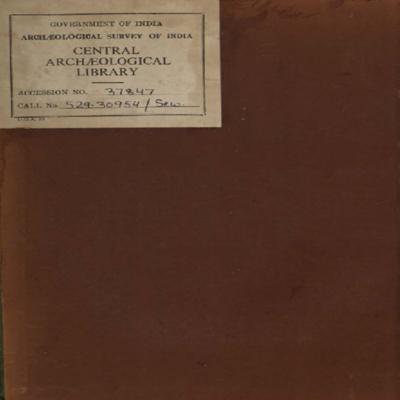 GOVERNMENT OF INDIA
ARCHÆOLOGICAL SURVEY OF INDIA
CENTRAL
ARCHÆOLOGICAL
LIBRARY
ACCESSION NO. 37847
CALL No. 529.30954/Sew.